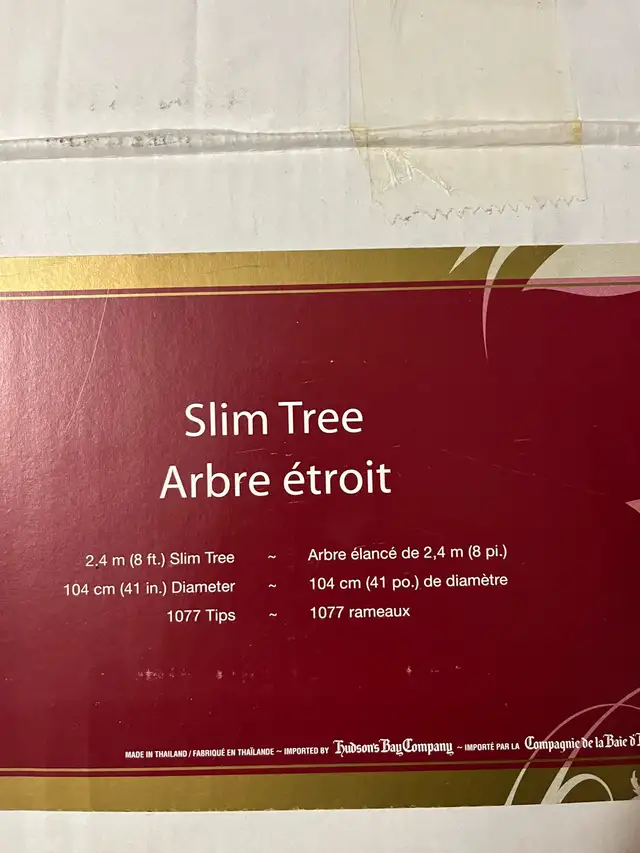 Slim Tree
Arbre étroit
2.4 m (8 ft.) Slim Tree ~ Arbre élancé de 2,4 m (8 pi.)
104 cm (41 in.) Diameter ~ 104 cm (41 po.) de diamètre
1077 Tips ~ 1077 rameaux
MADE IN THAILAND / FABRIQUÉ EN THAÏLANDE ~ IMPORTED BY Hudson's Bay Company ~ IMPORTÉ PAR LA Compagnie de la Baie d'